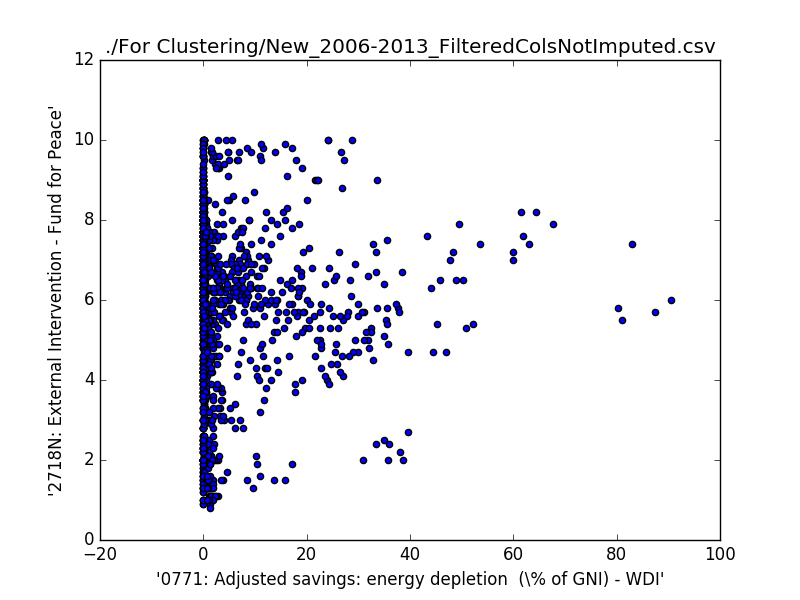 ./For Clustering/New_2006-2013_FilteredColsNotImputed.csv
12
10
8
6
4
2
0
'2718N: External Intervention - Fund for Peace'
−20 0 20 40 60 80 100
'0771: Adjusted savings: energy depletion  (\% of GNI) - WDI'